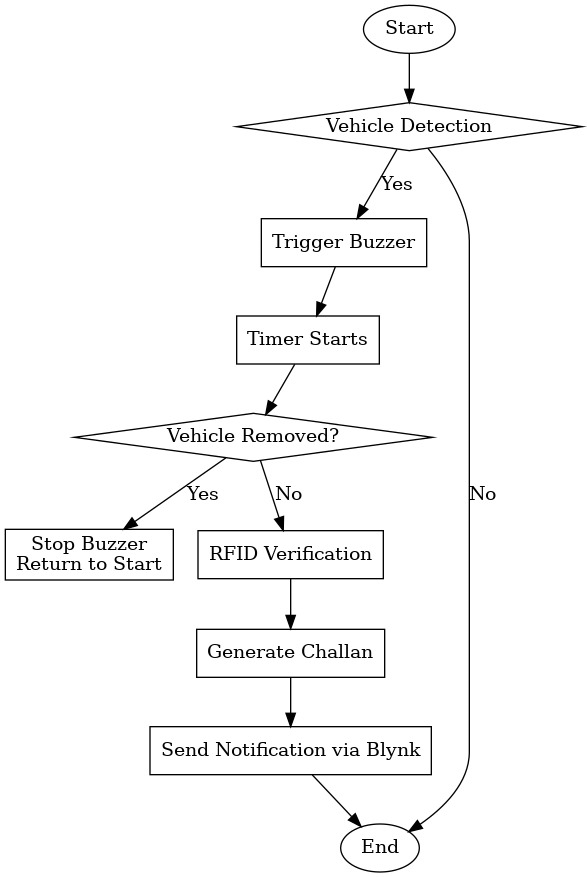 Start
Vehicle Detection
Yes
Trigger Buzzer
Timer Starts
Vehicle Removed?
Yes
No
No
Stop Buzzer
Return to Start
RFID Verification
Generate Challan
Send Notification via Blynk
End